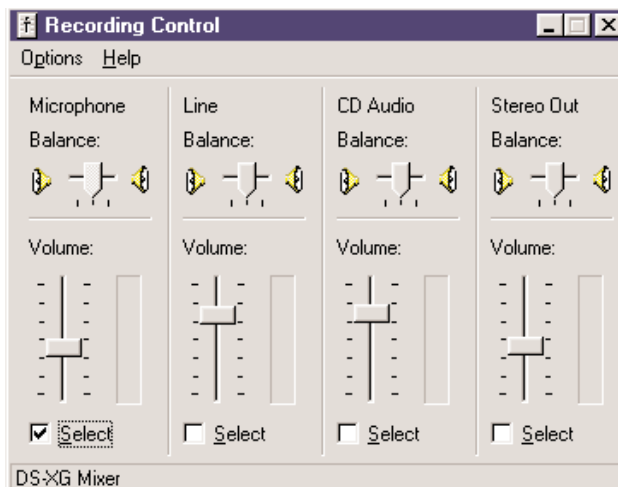 Recording Control
Options Help
Microphone Line CD Audio Stereo Out
Balance: Balance: Balance: Balance:
Volume: Volume: Volume: Volume:
Select Select Select Select
DS-XG Mixer